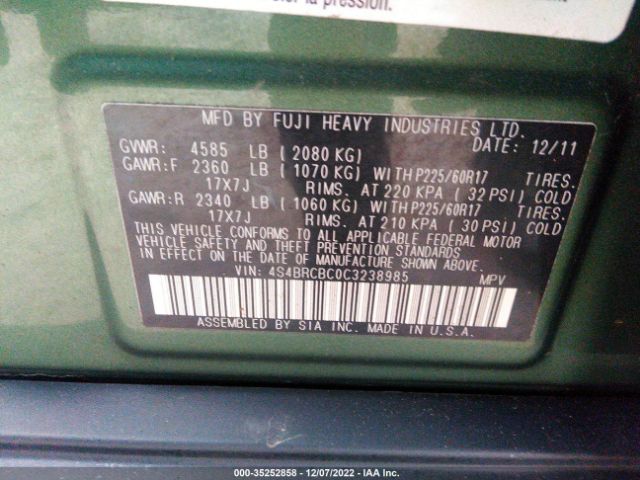 la pression.
MFD BY FUJI HEAVY INDUSTRIES LTD.
GVWR: 4585 LB ( 2080 KG) DATE: 12/11
GAWR:F 2360 LB ( 1070 KG) WITH P225/60R17 TIRES.
17X7J RIMS. AT 220 KPA ( 32 PSI) COLD
GAWR:R 2340 LB ( 1060 KG) WITH P225/60R17 TIRES.
17X7J RIMS. AT 210 KPA ( 30 PSI) COLD
THIS VEHICLE CONFORMS TO ALL APPLICABLE FEDERAL MOTOR
VEHICLE SAFETY AND THEFT PREVENTION STANDARDS
IN EFFECT ON THE DATE OF MANUFACTURE SHOWN ABOVE.
VIN: 4S4BRCBC0C3238985 MPV
ASSEMBLED BY SIA INC. MADE IN U.S.A.
000-35252858 - 12/07/2022 - IAA Inc.